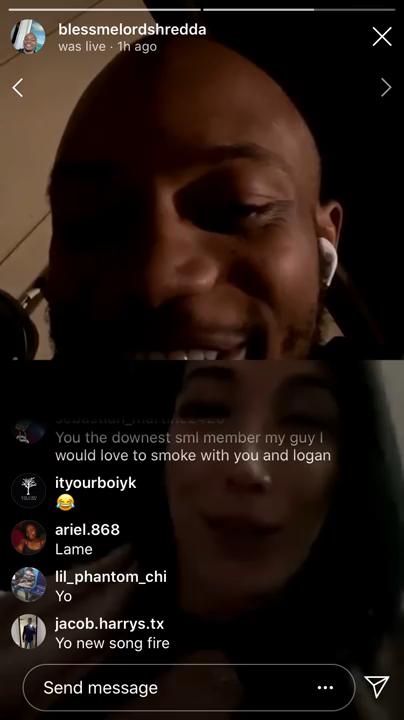 blessmelordshredda
was live · 1h ago
You the downest sml member my guy I
would love to smoke with you and logan
ityourboiyk
😂
ariel.868
Lame
lil_phantom_chi
Yo
jacob.harrys.tx
Yo new song fire
Send message